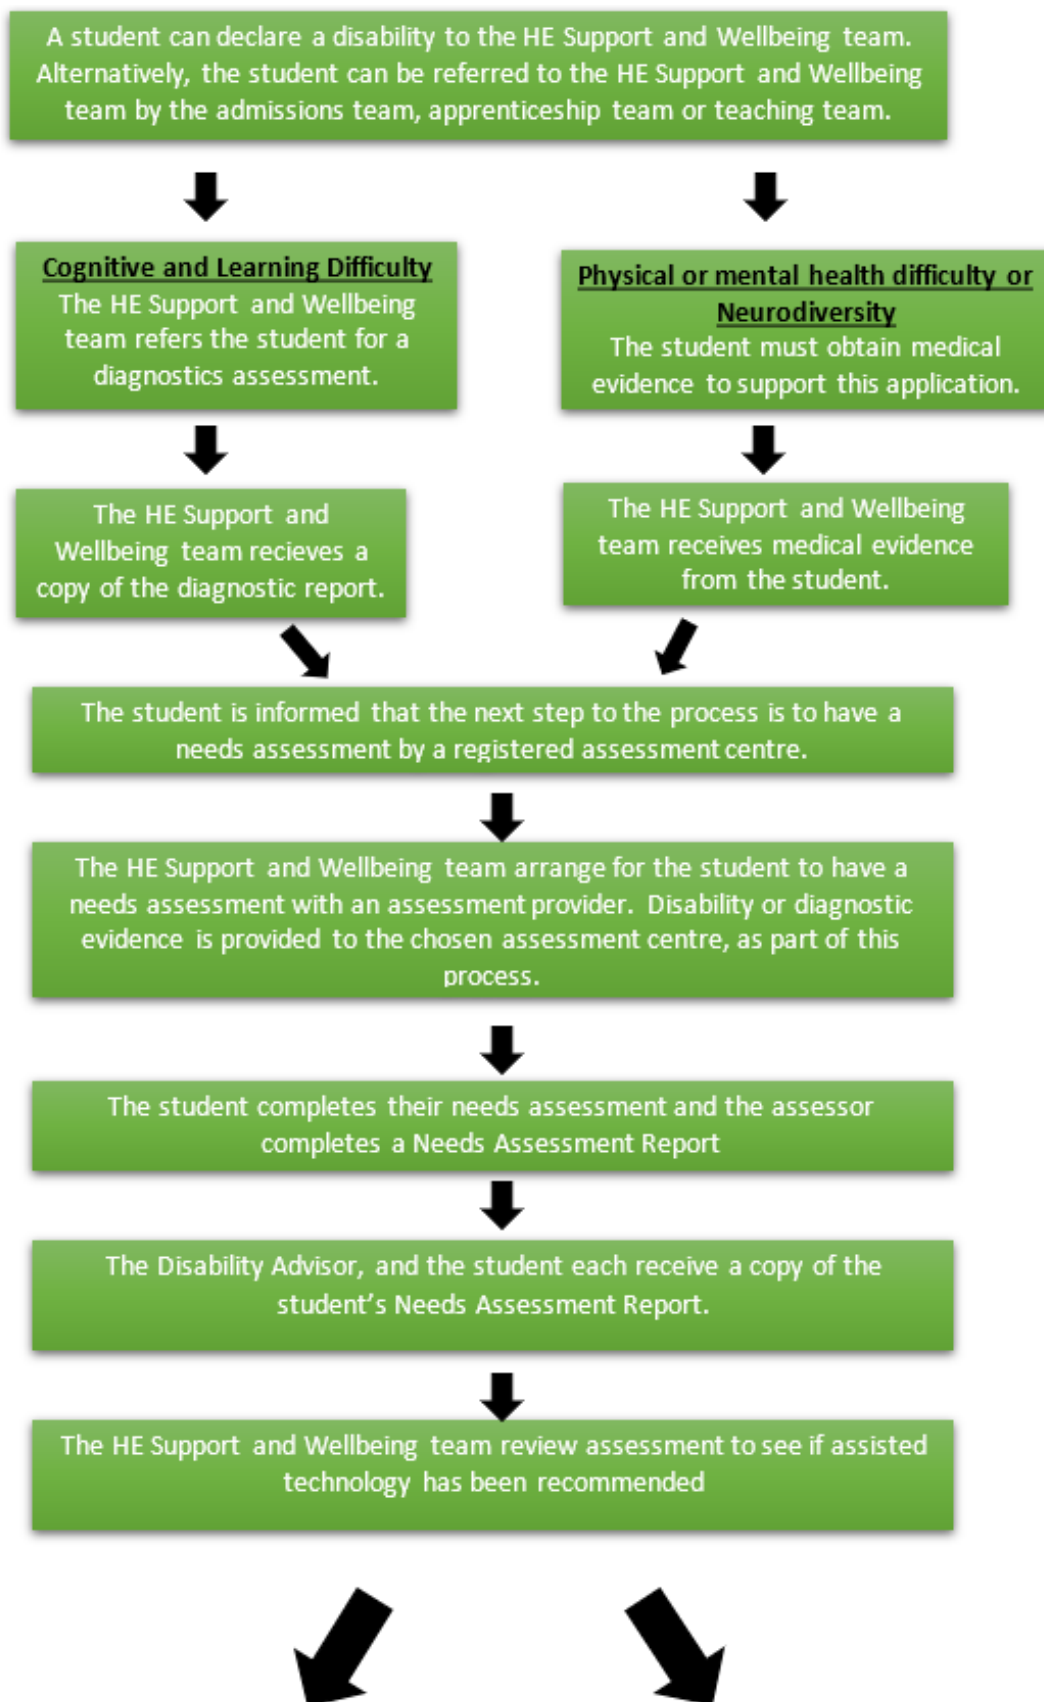 A student can declare a disability to the HE Support and Wellbeing team.
Alternatively, the student can be referred to the HE Support and Wellbeing
team by the admissions team, apprenticeship team or teaching team.
Cognitive and Learning Difficulty
The HE Support and Wellbeing
team refers the student for a
diagnostics assessment.
Physical or mental health difficulty or
Neurodiversity
The student must obtain medical
evidence to support this application.
The HE Support and
Wellbeing team recieves a
copy of the diagnostic report.
The HE Support and Wellbeing
team receives medical evidence
from the student.
The student is informed that the next step to the process is to have a
needs assessment by a registered assessment centre.
The HE Support and Wellbeing team arrange for the student to have a
needs assessment with an assessment provider. Disability or diagnostic
evidence is provided to the chosen assessment centre, as part of this
process.
The student completes their needs assessment and the assessor
completes a Needs Assessment Report
The Disability Advisor, and the student each receive a copy of the
student's Needs Assessment Report.
The HE Support and Wellbeing team review assessment to see if assisted
technology has been recommended